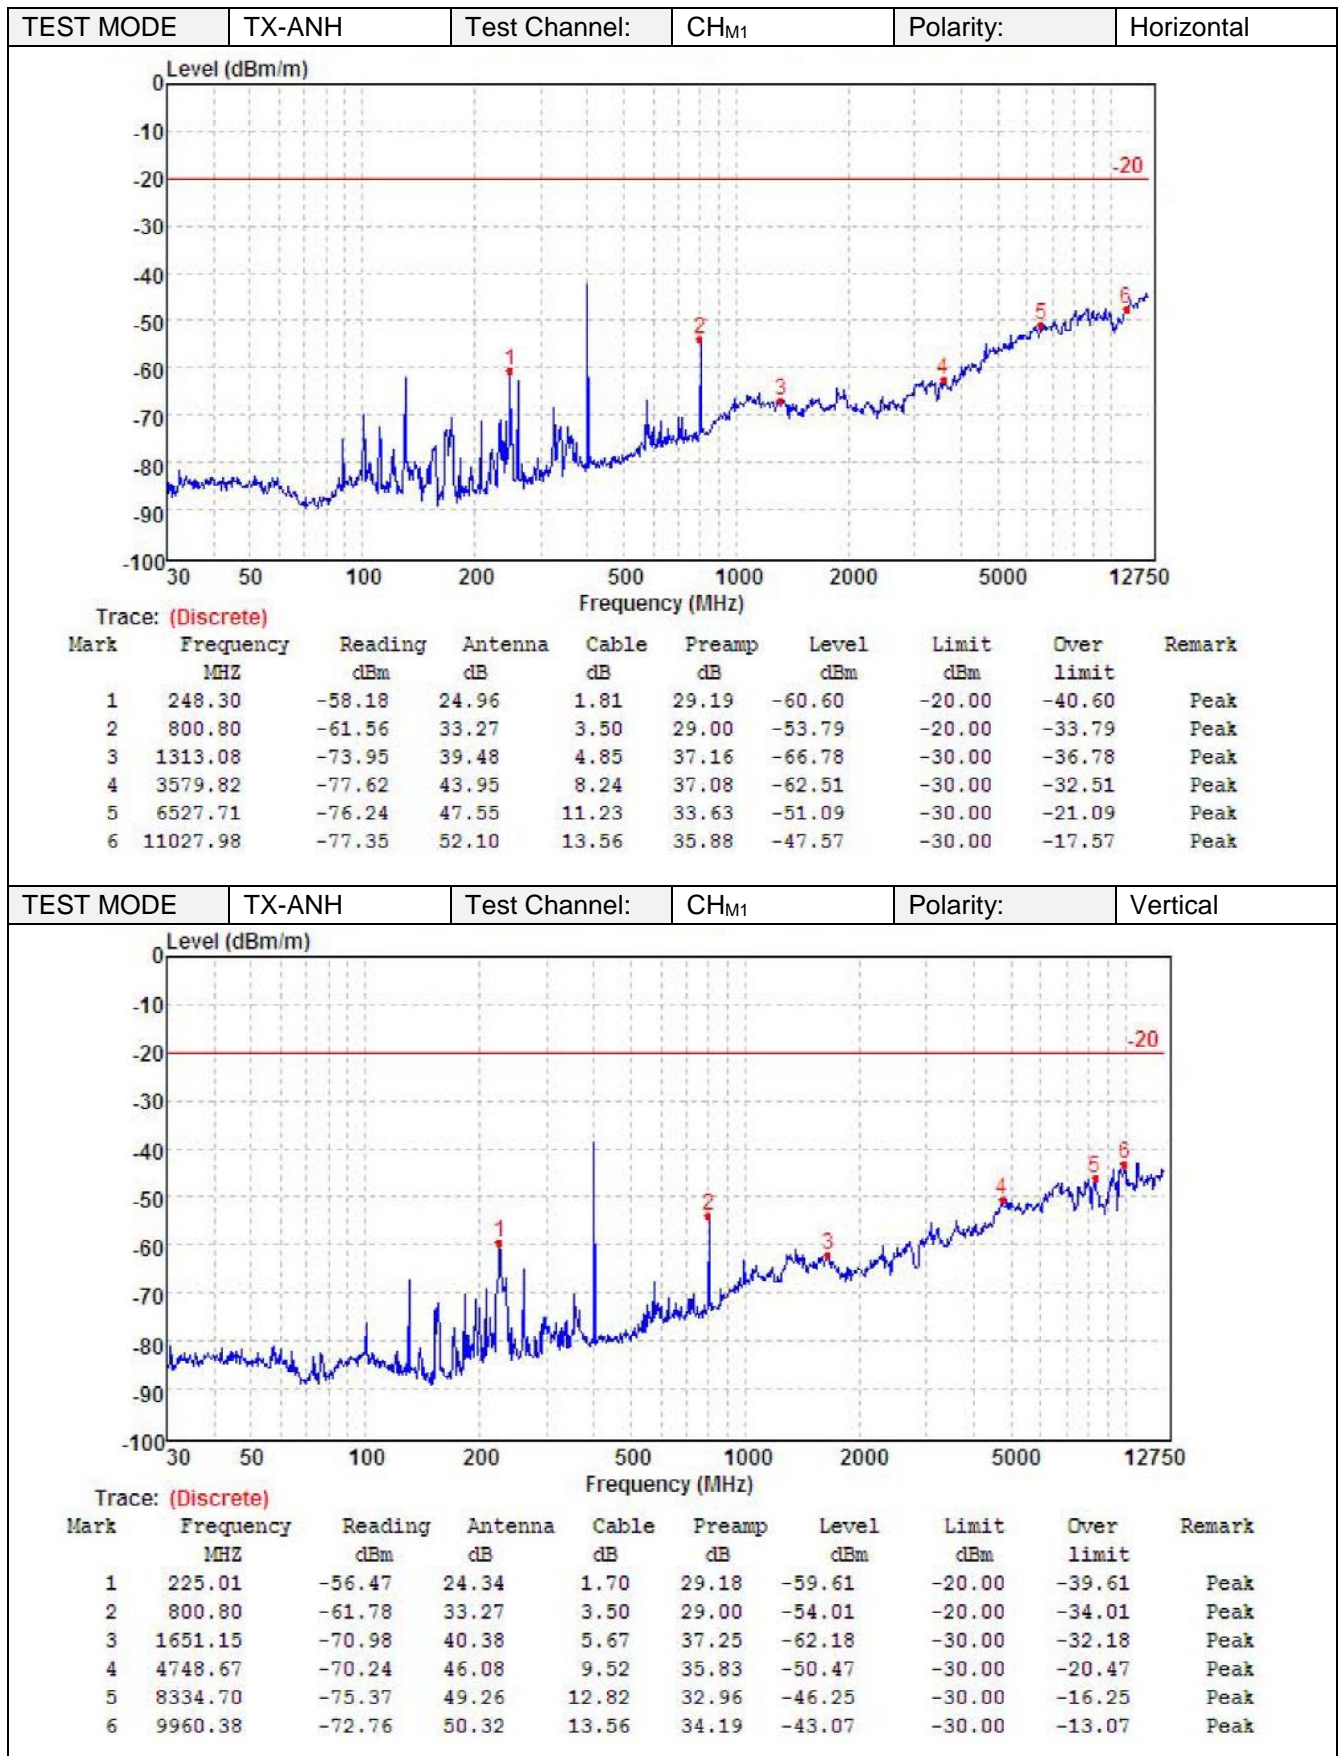 TEST MODE TX-ANH Test Channel: CHM1 Polarity: Horizontal
Level (dBm/m)
0
-10
-20
-20
-30
-40
-50
-60
-70
-80
-90
-100
1
2
3
4
5
6
30 50 100 200 500 1000 2000 5000 12750
Frequency (MHz)
Trace: (Discrete)
Mark Frequency Reading Antenna Cable Preamp Level Limit Over Remark
MHZ dBm dB dB dB dBm dBm limit
1 248.30 -58.18 24.96 1.81 29.19 -60.60 -20.00 -40.60 Peak
2 800.80 -61.56 33.27 3.50 29.00 -53.79 -20.00 -33.79 Peak
3 1313.08 -73.95 39.48 4.85 37.16 -66.78 -30.00 -36.78 Peak
4 3579.82 -77.62 43.95 8.24 37.08 -62.51 -30.00 -32.51 Peak
5 6527.71 -76.24 47.55 11.23 33.63 -51.09 -30.00 -21.09 Peak
6 11027.98 -77.35 52.10 13.56 35.88 -47.57 -30.00 -17.57 Peak
TEST MODE TX-ANH Test Channel: CHM1 Polarity: Vertical
Level (dBm/m)
0
-10
-20
-20
-30
-40
-50
-60
-70
-80
-90
-100
1
2
3
4
5
6
30 50 100 200 500 1000 2000 5000 12750
Frequency (MHz)
Trace: (Discrete)
Mark Frequency Reading Antenna Cable Preamp Level Limit Over Remark
MHZ dBm dB dB dB dBm dBm limit
1 225.01 -56.47 24.34 1.70 29.18 -59.61 -20.00 -39.61 Peak
2 800.80 -61.78 33.27 3.50 29.00 -54.01 -20.00 -34.01 Peak
3 1651.15 -70.98 40.38 5.67 37.25 -62.18 -30.00 -32.18 Peak
4 4748.67 -70.24 46.08 9.52 35.83 -50.47 -30.00 -20.47 Peak
5 8334.70 -75.37 49.26 12.82 32.96 -46.25 -30.00 -16.25 Peak
6 9960.38 -72.76 50.32 13.56 34.19 -43.07 -30.00 -13.07 Peak